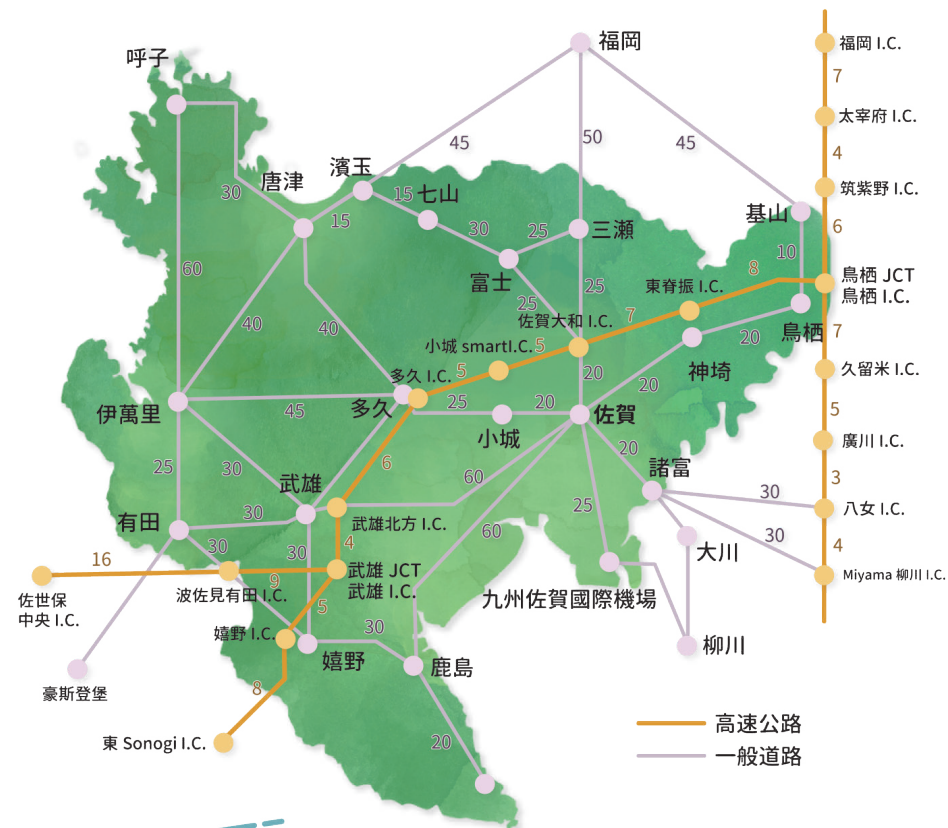 福岡
福岡 I.C.
呼子
7
太宰府 I.C.
45
50
45
4
濱玉
唐津
30
15
七山
筑紫野 I.C.
15
30
25
三瀬
基山
6
10
60
富士
25
25
東脊振 I.C.
8
鳥栖 JCT
鳥栖 I.C.
40
40
佐賀大和 I.C.
7
20
鳥栖
7
小城 smartI.C.
5
多久 I.C.
5
20
20
神埼
久留米 I.C.
伊萬里
45
多久
25
20
佐賀
5
小城
20
廣川 I.C.
25
30
武雄
6
60
諸富
3
30
八女 I.C.
有田
30
武雄北方 I.C.
25
30
30
4
60
30
大川
4
16
9
武雄 JCT
武雄 I.C.
Miyama 柳川 I.C.
佐世保
中央 I.C.
波佐見有田 I.C.
5
九州佐賀國際機場
嬉野 I.C.
30
嬉野
鹿島
柳川
豪斯登堡
8
東 Sonogi I.C.
20
高速公路
一般道路